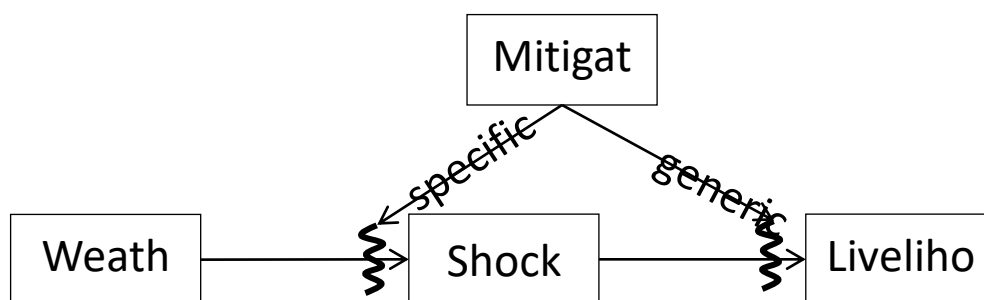 Mitigat
specific
generic
Weath
Shock
Liveliho